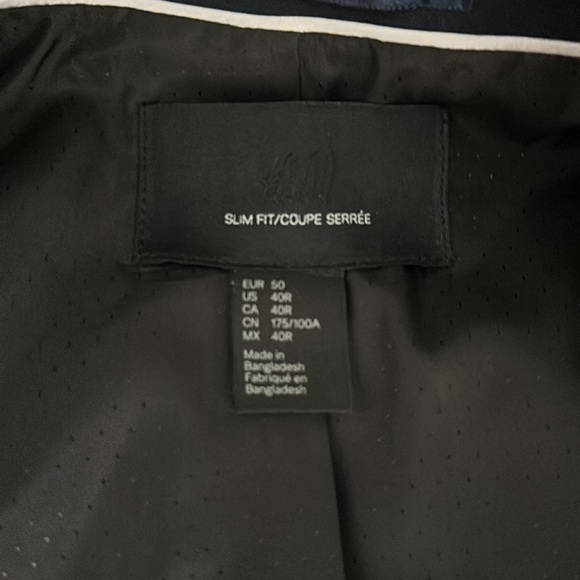 H&M
SLIM FIT/COUPE SERRÉE
EUR 50
US 40R
CA 40R
CN 175/100A
MX 40R
Made in
Bangladesh
Fabriqué en
Bangladesh